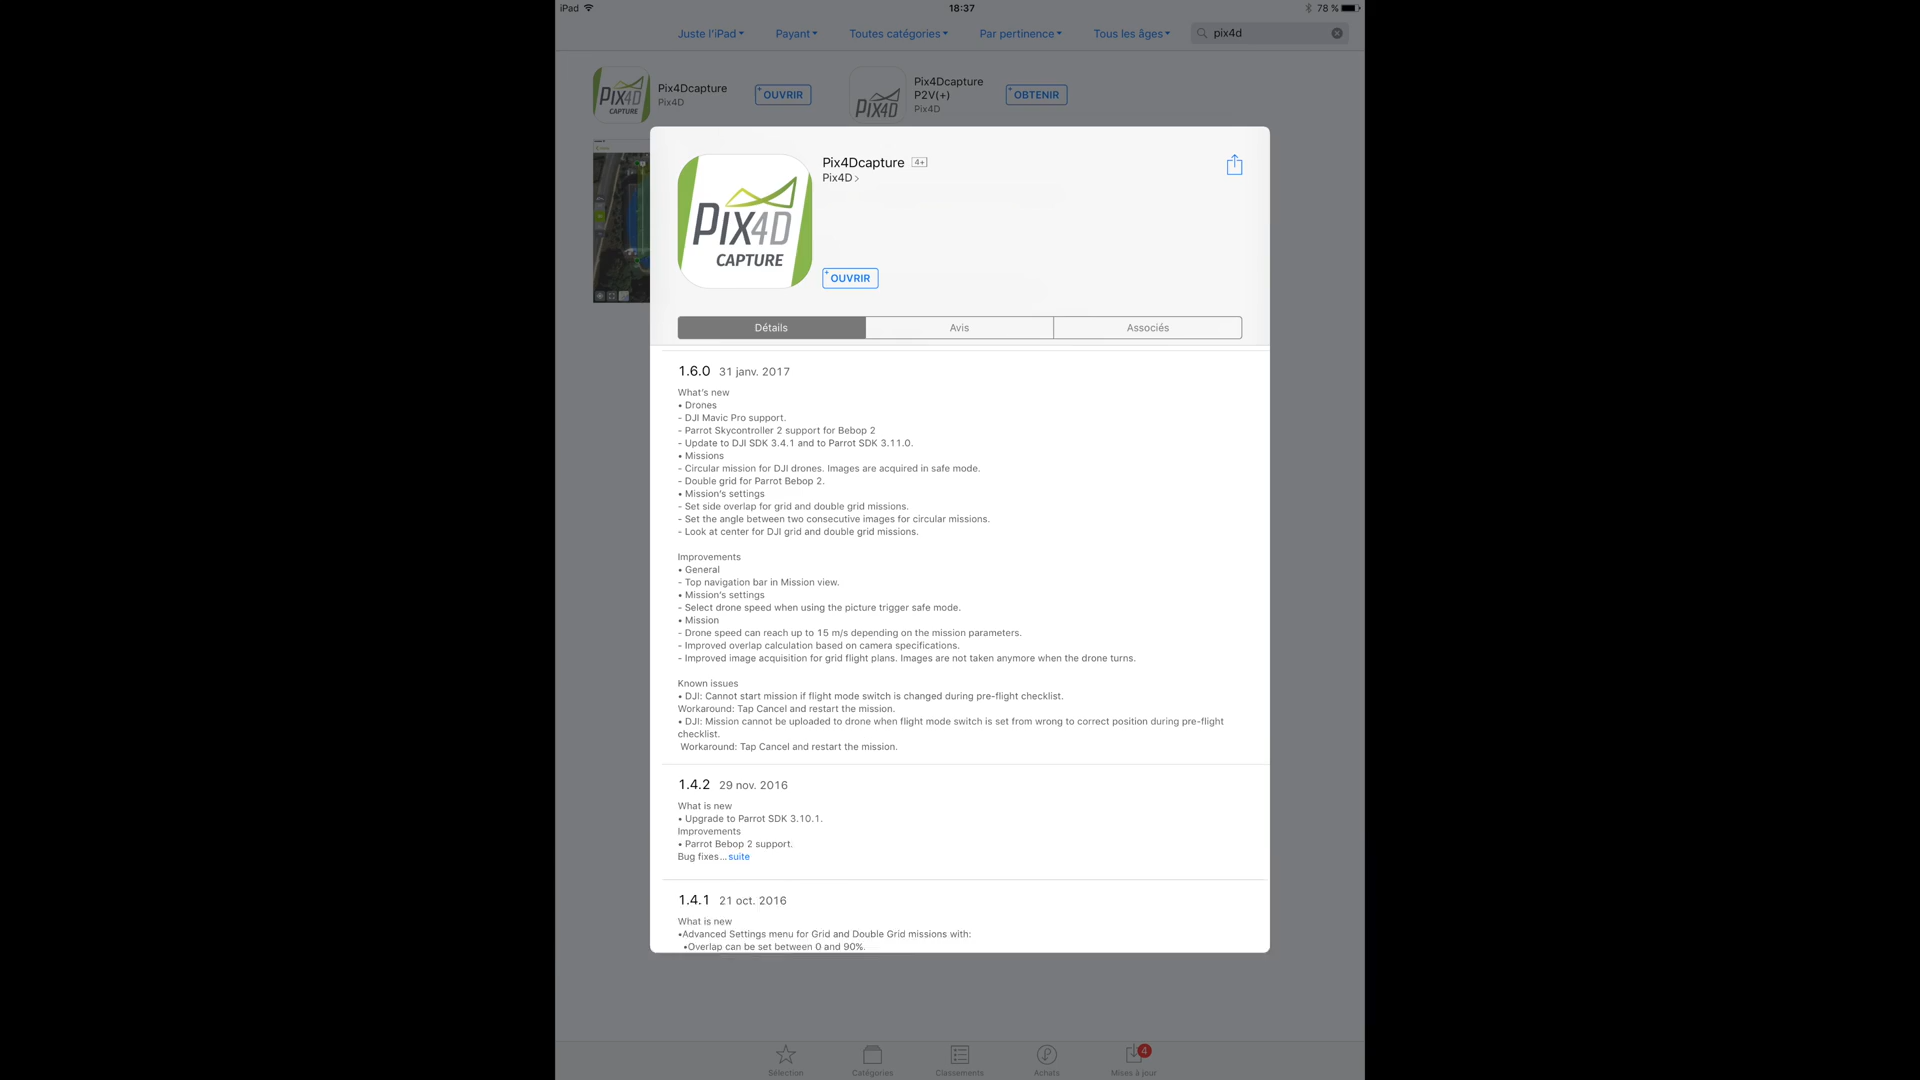 iPad 18:37 78 %
Juste l'iPad Payant Toutes catégories Par pertinence Tous les âges pix4d
PIX4D CAPTURE
Pix4Dcapture
Pix4D
OUVRIR
PIX4D
Pix4Dcapture
P2V(+)
Pix4D
OBTENIR
PIX4D
CAPTURE
Pix4Dcapture 4+
Pix4D >
OUVRIR
Détails Avis Associés
1.6.0 31 janv. 2017
What's new
• Drones
- DJI Mavic Pro support.
- Parrot Skycontroller 2 support for Bebop 2
- Update to DJI SDK 3.4.1 and to Parrot SDK 3.11.0.
• Missions
- Circular mission for DJI drones. Images are acquired in safe mode.
- Double grid for Parrot Bebop 2.
• Mission's settings
- Set side overlap for grid and double grid missions.
- Set the angle between two consecutive images for circular missions.
- Look at center for DJI grid and double grid missions.
Improvements
• General
- Top navigation bar in Mission view.
• Mission's settings
- Select drone speed when using the picture trigger safe mode.
• Mission
- Drone speed can reach up to 15 m/s depending on the mission parameters.
- Improved overlap calculation based on camera specifications.
- Improved image acquisition for grid flight plans. Images are not taken anymore when the drone turns.
Known issues
• DJI: Cannot start mission if flight mode switch is changed during pre-flight checklist.
Workaround: Tap Cancel and restart the mission.
• DJI: Mission cannot be uploaded to drone when flight mode switch is set from wrong to correct position during pre-flight
checklist.
Workaround: Tap Cancel and restart the mission.
1.4.2 29 nov. 2016
What is new
• Upgrade to Parrot SDK 3.10.1.
Improvements
• Parrot Bebop 2 support.
Bug fixes... suite
1.4.1 21 oct. 2016
What is new
•Advanced Settings menu for Grid and Double Grid missions with:
•Overlap can be set between 0 and 90%.
4
Sélection Catégories Classements Achats Mises à jour